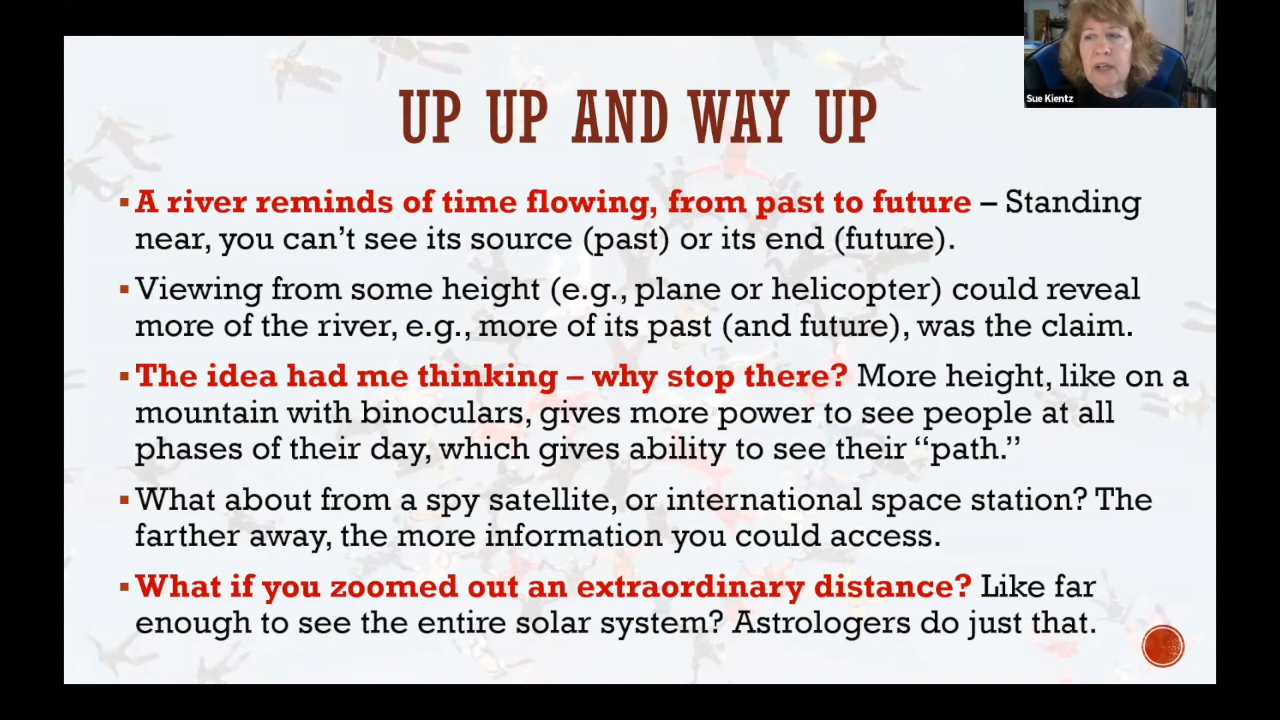 Sue Kientz
UP UP AND WAY UP
▪A river reminds of time flowing, from past to future – Standing
near, you can’t see its source (past) or its end (future).
▪Viewing from some height (e.g., plane or helicopter) could reveal
more of the river, e.g., more of its past (and future), was the claim.
▪The idea had me thinking – why stop there? More height, like on a
mountain with binoculars, gives more power to see people at all
phases of their day, which gives ability to see their “path.”
▪What about from a spy satellite, or international space station? The
farther away, the more information you could access.
▪What if you zoomed out an extraordinary distance? Like far
enough to see the entire solar system? Astrologers do just that.